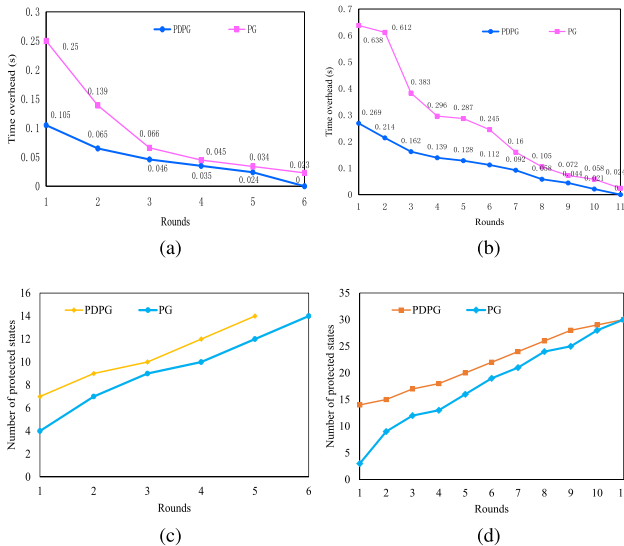 0.3
0.25
0.2
0.15
0.1
0.05
0
Time overhead (s)
PDPG
PG
0.25
0.139
0.066
0.045
0.034
0.023
0.105
0.065
0.046
0.035
0.024
1 2 3 4 5 6
Rounds
(a)
0.7
0.6
0.5
0.4
0.3
0.2
0.1
0
Time overhead (s)
PDPG
PG
0.638
0.612
0.383
0.296
0.287
0.245
0.16
0.105
0.072
0.058
0.024
0.269
0.214
0.162
0.139
0.128
0.112
0.092
0.058
0.044
0.021
1 2 3 4 5 6 7 8 9 10 11
Rounds
(b)
16
14
12
10
8
6
4
2
0
Number of protected states
PDPG
PG
1 2 3 4 5 6
Rounds
(c)
35
30
25
20
15
10
5
0
Number of protected states
PDPG
PG
1 2 3 4 5 6 7 8 9 10 1
Rounds
(d)